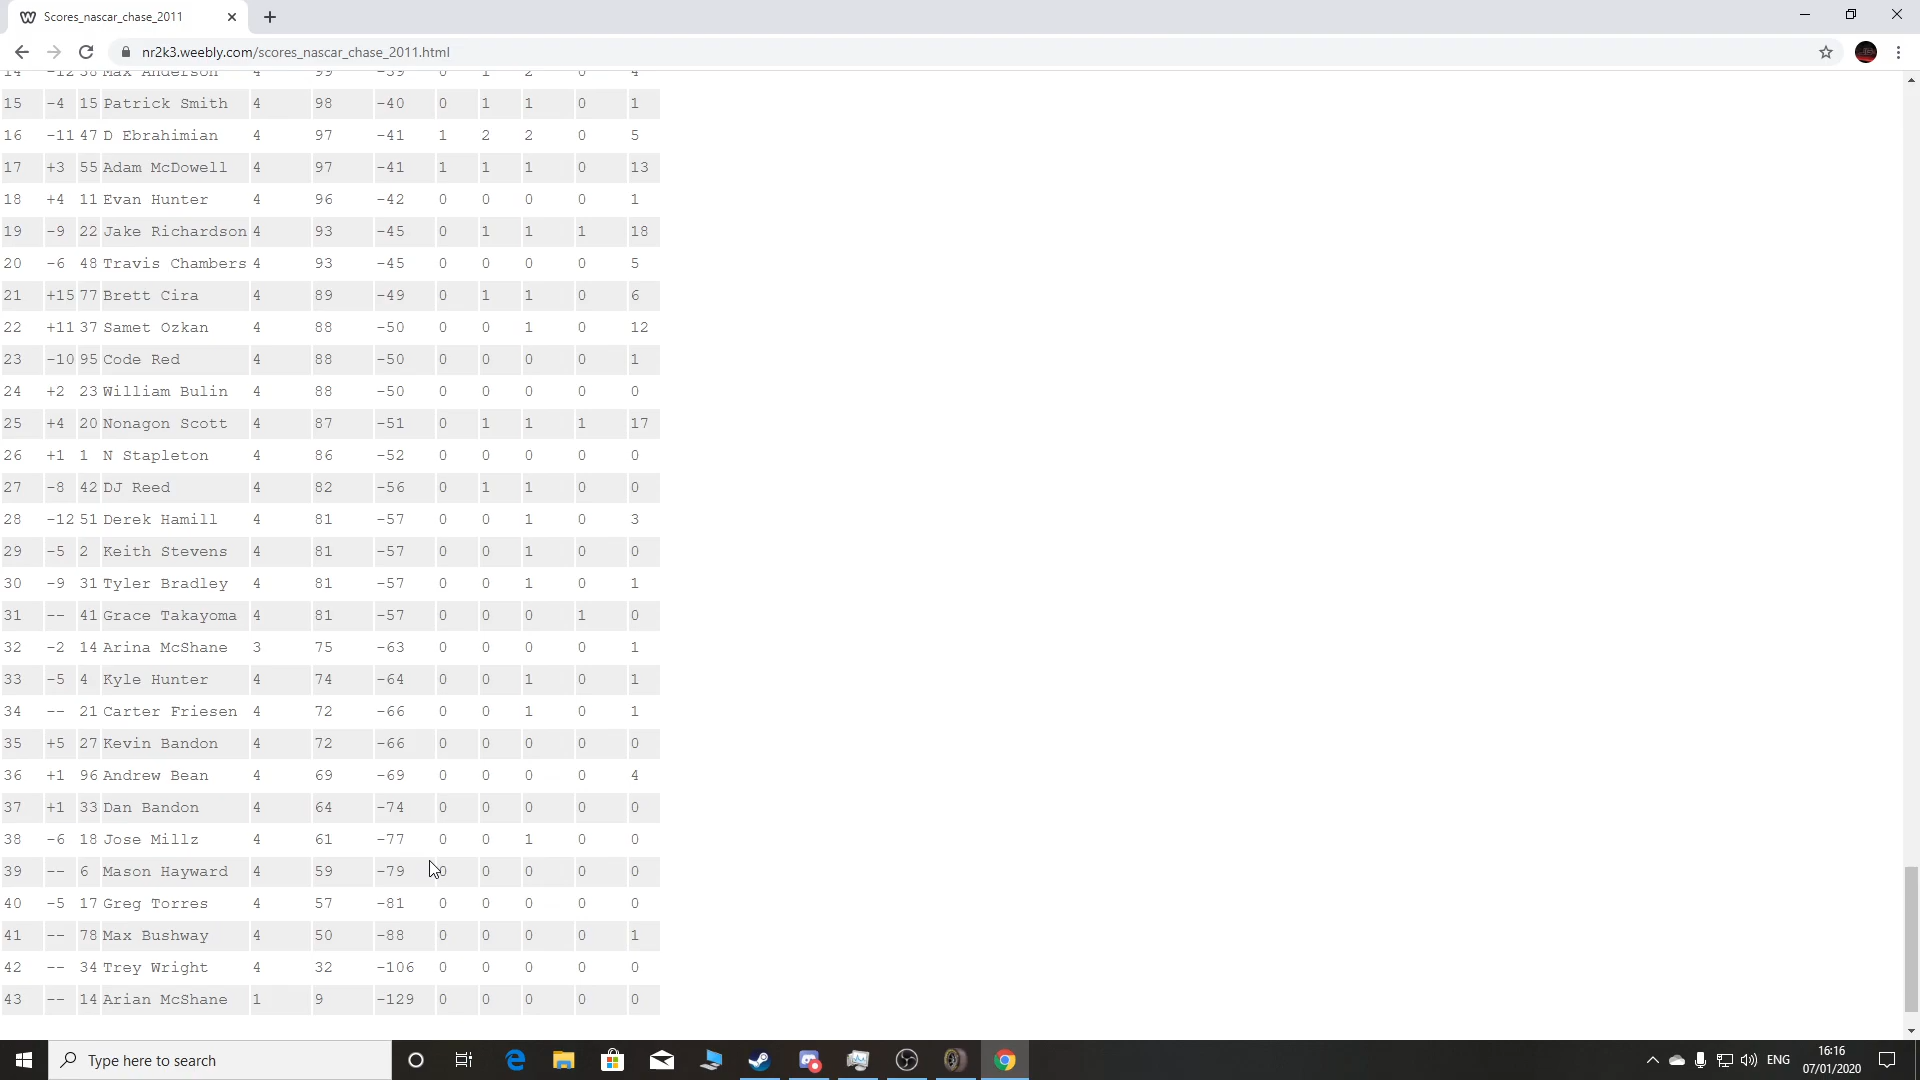 Scores_nascar_chase_2011
nr2k3.weebly.com/scores_nascar_chase_2011.html
14 -12 38 Max Anderson 4 99 -39 0 1 2 0 4
15 -4 15 Patrick Smith 4 98 -40 0 1 1 0 1
16 -11 47 D Ebrahimian 4 97 -41 1 2 2 0 5
17 +3 55 Adam McDowell 4 97 -41 1 1 1 0 13
18 +4 11 Evan Hunter 4 96 -42 0 0 0 0 1
19 -9 22 Jake Richardson 4 93 -45 0 1 1 1 18
20 -6 48 Travis Chambers 4 93 -45 0 0 0 0 5
21 +15 77 Brett Cira 4 89 -49 0 1 1 0 6
22 +11 37 Samet Ozkan 4 88 -50 0 0 1 0 12
23 -10 95 Code Red 4 88 -50 0 0 0 0 1
24 +2 23 William Bulin 4 88 -50 0 0 0 0 0
25 +4 20 Nonagon Scott 4 87 -51 0 1 1 1 17
26 +1 1 N Stapleton 4 86 -52 0 0 0 0 0
27 -8 42 DJ Reed 4 82 -56 0 1 1 0 0
28 -12 51 Derek Hamill 4 81 -57 0 0 1 0 3
29 -5 2 Keith Stevens 4 81 -57 0 0 1 0 0
30 -9 31 Tyler Bradley 4 81 -57 0 0 1 0 1
31 -- 41 Grace Takayoma 4 81 -57 0 0 0 1 0
32 -2 14 Arina McShane 3 75 -63 0 0 0 0 1
33 -5 4 Kyle Hunter 4 74 -64 0 0 1 0 1
34 -- 21 Carter Friesen 4 72 -66 0 0 1 0 1
35 +5 27 Kevin Bandon 4 72 -66 0 0 0 0 0
36 +1 96 Andrew Bean 4 69 -69 0 0 0 0 4
37 +1 33 Dan Bandon 4 64 -74 0 0 0 0 0
38 -6 18 Jose Millz 4 61 -77 0 0 1 0 0
39 -- 6 Mason Hayward 4 59 -79 0 0 0 0 0
40 -5 17 Greg Torres 4 57 -81 0 0 0 0 0
41 -- 78 Max Bushway 4 50 -88 0 0 0 0 1
42 -- 34 Trey Wright 4 32 -106 0 0 0 0 0
43 -- 14 Arian McShane 1 9 -129 0 0 0 0 0
Type here to search
ENG
16:16
07/01/2020